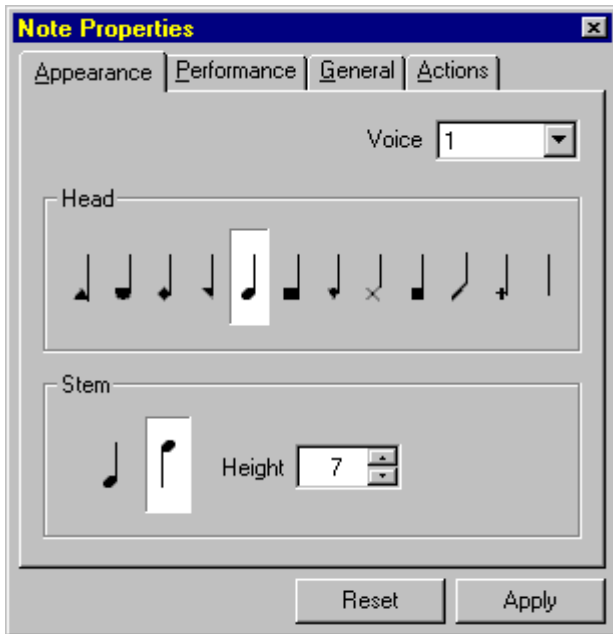 Note Properties
Appearance Performance General Actions
Voice 1
Head
Stem
Height 7
Reset Apply